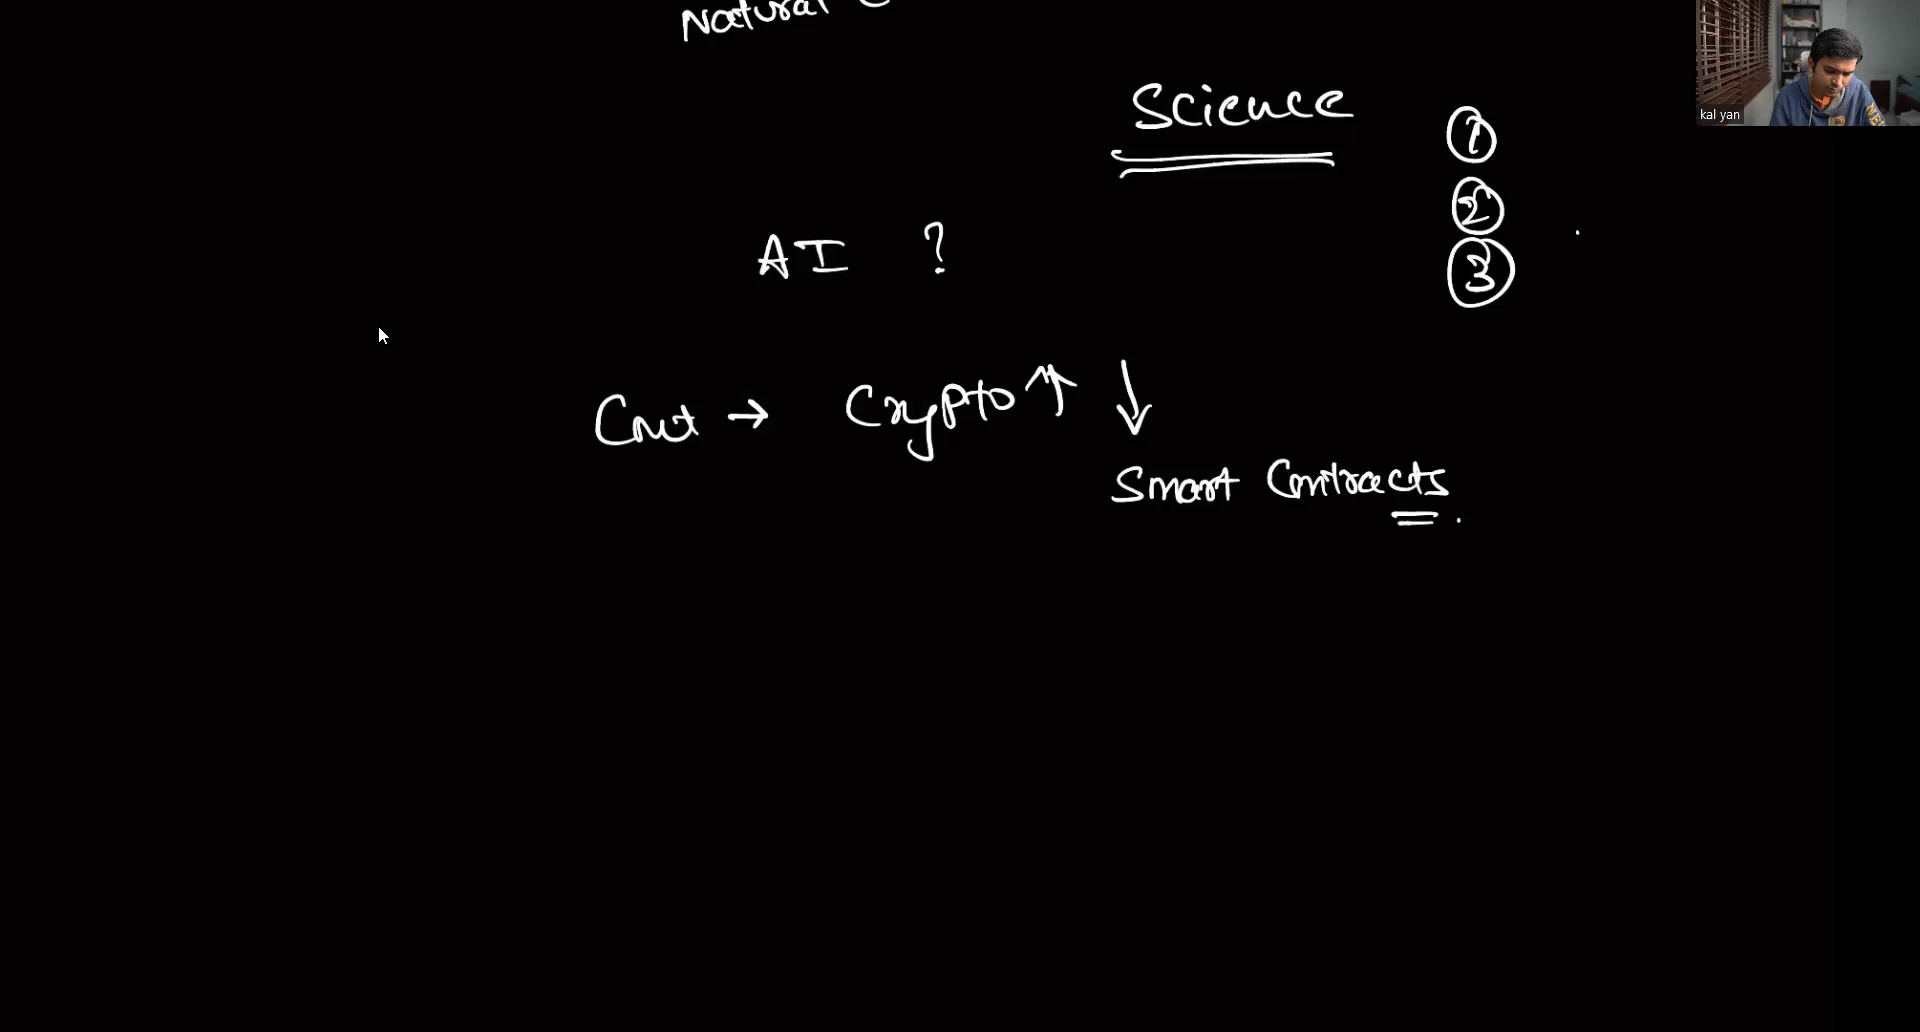 Natural
Science
1
2
3
AI ?
→ Crypto ↑ ↓
Smart Contracts
kal yan